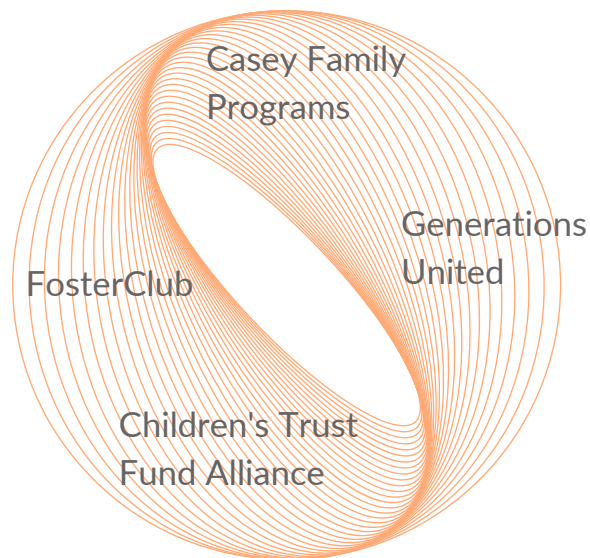 Casey Family
Programs
Generations
United
FosterClub
Children's Trust
Fund Alliance